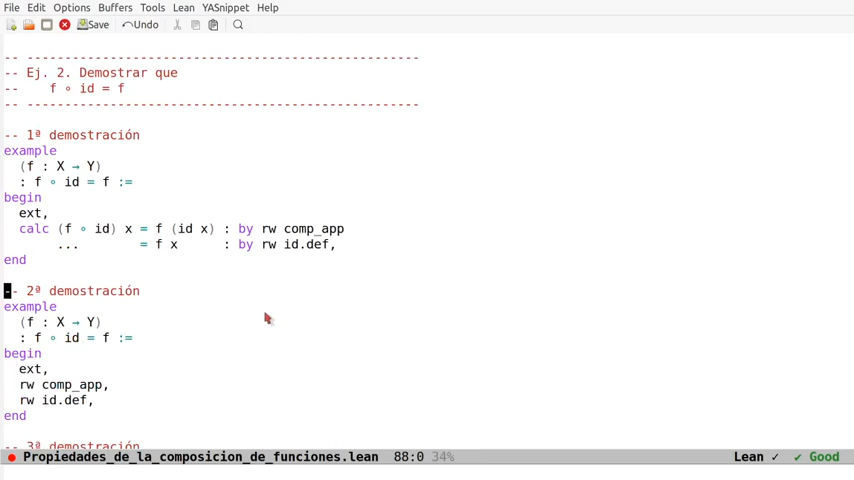 File Edit Options Buffers Tools Lean YASnippet Help
Save Undo
-- ----------------------------------------------------
-- Ej. 2. Demostrar que
--    f ∘ id = f
-- ----------------------------------------------------
-- 1ª demostración
example
  (f : X → Y)
  : f ∘ id = f :=
begin
  ext,
  calc (f ∘ id) x = f (id x) : by rw comp_app
       ...        = f x      : by rw id.def,
end
-- 2ª demostración
example
  (f : X → Y)
  : f ∘ id = f :=
begin
  ext,
  rw comp_app,
  rw id.def,
end
-- 3ª demostración
Propiedades_de_la_composicion_de_funciones.lean 88:0 34% Lean ✓ ✔ Good